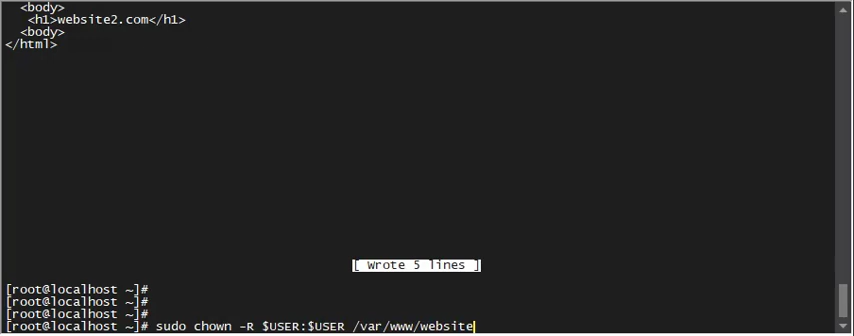 <body>
<h1>website2.com</h1>
<body>
</html>
[ Wrote 5 lines ]
[root@localhost ~]#
[root@localhost ~]#
[root@localhost ~]#
[root@localhost ~]# sudo chown -R $USER:$USER /var/www/website